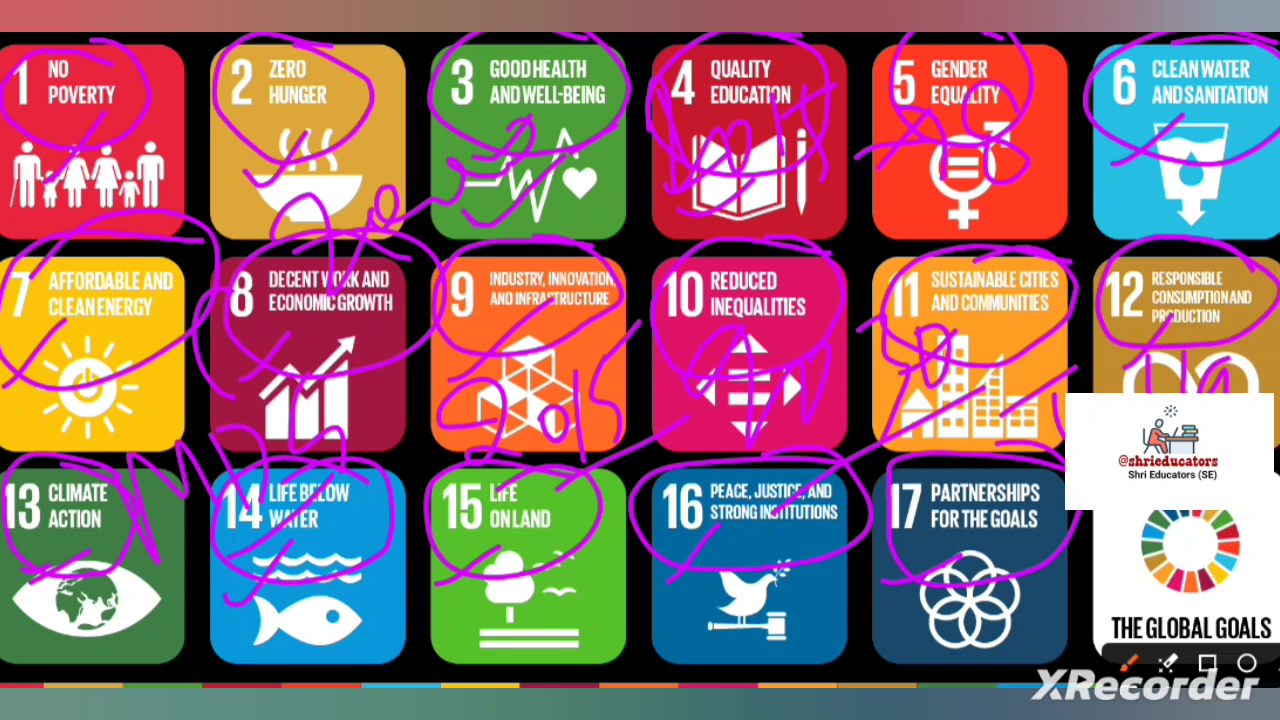 1 NO
POVERTY
2 ZERO
HUNGER
3 GOOD HEALTH
AND WELL-BEING
4 QUALITY
EDUCATION
5 GENDER
EQUALITY
6 CLEAN WATER
AND SANITATION
7 AFFORDABLE AND
CLEAN ENERGY
8 DECENT WORK AND
ECONOMIC GROWTH
9 INDUSTRY, INNOVATION
AND INFRASTRUCTURE
10 REDUCED
INEQUALITIES
11 SUSTAINABLE CITIES
AND COMMUNITIES
12 RESPONSIBLE
CONSUMPTION AND
PRODUCTION
2015
@shrieducators
Shri Educators (SE)
13 CLIMATE
ACTION
14 LIFE BELOW
WATER
15 LIFE
ON LAND
16 PEACE, JUSTICE, AND
STRONG INSTITUTIONS
17 PARTNERSHIPS
FOR THE GOALS
THE GLOBAL GOALS
XRecorder